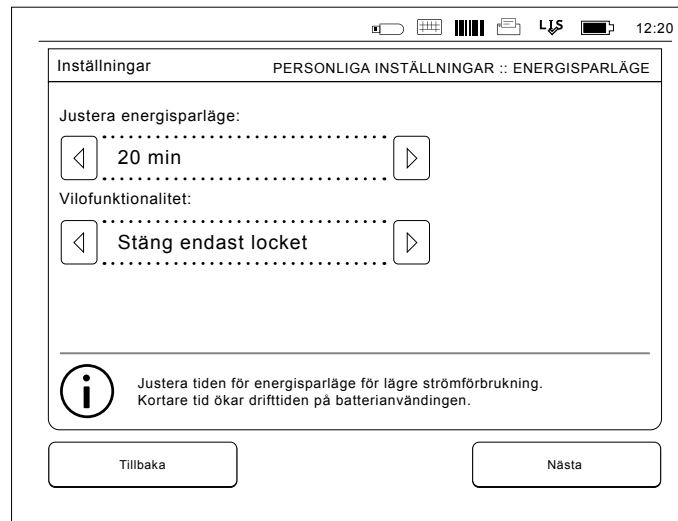 LIS 12:20
Inställningar PERSONLIGA INSTÄLLNINGAR :: ENERGISPARLÄGE
Justera energisparläge:
20 min
Vilofunktionalitet:
Stäng endast locket
Justera tiden för energisparläge för lägre strömförbrukning.
Kortare tid ökar drifttiden på batterianvändingen.
Tillbaka Nästa